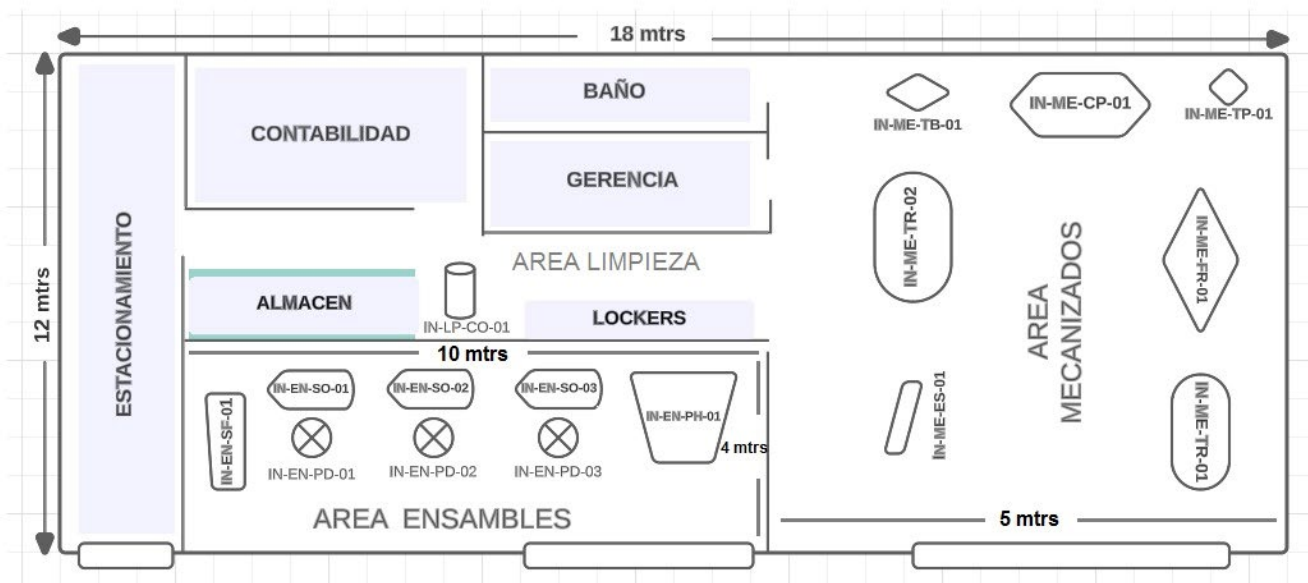 18 mtrs
12 mtrs
ESTACIONAMIENTO
CONTABILIDAD
BAÑO
GERENCIA
AREA LIMPIEZA
ALMACEN
IN-LP-CO-01
LOCKERS
10 mtrs
IN-EN-SF-01
IN-EN-SO-01
IN-EN-SO-02
IN-EN-SO-03
IN-EN-PH-01
4 mtrs
IN-EN-PD-01
IN-EN-PD-02
IN-EN-PD-03
AREA ENSAMBLES
IN-ME-TB-01
IN-ME-CP-01
IN-ME-TP-01
IN-ME-TR-02
AREA
MECANIZADOS
IN-ME-FR-01
IN-ME-ES-01
IN-ME-TR-01
5 mtrs